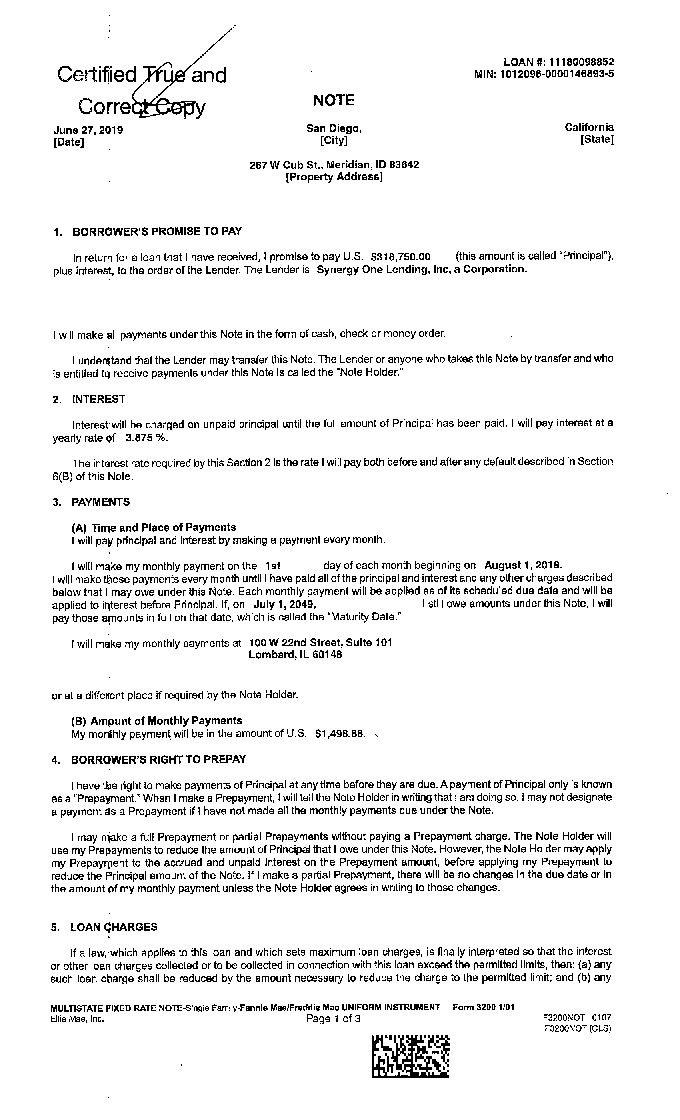 LOAN #: 11180098852
MIN: 1012096-0000146893-5
Certified True and
Correct Copy
NOTE
June 27, 2019 San Diego, California
[Date] [City] [State]
267 W Cub St., Meridian, ID 83642
[Property Address]
1. BORROWER'S PROMISE TO PAY
In return for a loan that I have received, I promise to pay U.S. $318,750.00 (this amount is called "Principal"),
plus interest, to the order of the Lender. The Lender is Synergy One Lending, Inc, a Corporation.
I will make all payments under this Note in the form of cash, check or money order.
I understand that the Lender may transfer this Note. The Lender or anyone who takes this Note by transfer and who
is entitled to receive payments under this Note is called the "Note Holder."
2. INTEREST
Interest will be charged on unpaid principal until the full amount of Principal has been paid. I will pay interest at a
yearly rate of 3.875 %.
The interest rate required by this Section 2 is the rate I will pay both before and after any default described in Section
6(B) of this Note.
3. PAYMENTS
(A) Time and Place of Payments
I will pay principal and interest by making a payment every month.
I will make my monthly payment on the 1st day of each month beginning on August 1, 2019.
I will make these payments every month until I have paid all of the principal and interest and any other charges described
below that I may owe under this Note. Each monthly payment will be applied as of its scheduled due date and will be
applied to interest before Principal. If, on July 1, 2049, I still owe amounts under this Note, I will
pay those amounts in full on that date, which is called the "Maturity Date."
I will make my monthly payments at 100 W 22nd Street, Suite 101
Lombard, IL 60148
or at a different place if required by the Note Holder.
(B) Amount of Monthly Payments
My monthly payment will be in the amount of U.S. $1,498.88.
4. BORROWER'S RIGHT TO PREPAY
I have the right to make payments of Principal at any time before they are due. A payment of Principal only is known
as a "Prepayment." When I make a Prepayment, I will tell the Note Holder in writing that I am doing so. I may not designate
a payment as a Prepayment if I have not made all the monthly payments due under the Note.
I may make a full Prepayment or partial Prepayments without paying a Prepayment charge. The Note Holder will
use my Prepayments to reduce the amount of Principal that I owe under this Note. However, the Note Holder may apply
my Prepayment to the accrued and unpaid interest on the Prepayment amount, before applying my Prepayment to
reduce the Principal amount of the Note. If I make a partial Prepayment, there will be no changes in the due date or in
the amount of my monthly payment unless the Note Holder agrees in writing to those changes.
5. LOAN CHARGES
If a law, which applies to this loan and which sets maximum loan charges, is finally interpreted so that the interest
or other loan charges collected or to be collected in connection with this loan exceed the permitted limits, then: (a) any
such loan charge shall be reduced by the amount necessary to reduce the charge to the permitted limit; and (b) any
MULTISTATE FIXED RATE NOTE-Single Family-Fannie Mae/Freddie Mac UNIFORM INSTRUMENT Form 3200 1/01
Ellie Mae, Inc. Page 1 of 3 F3200NOT 0107
F3200NOT (CLS)